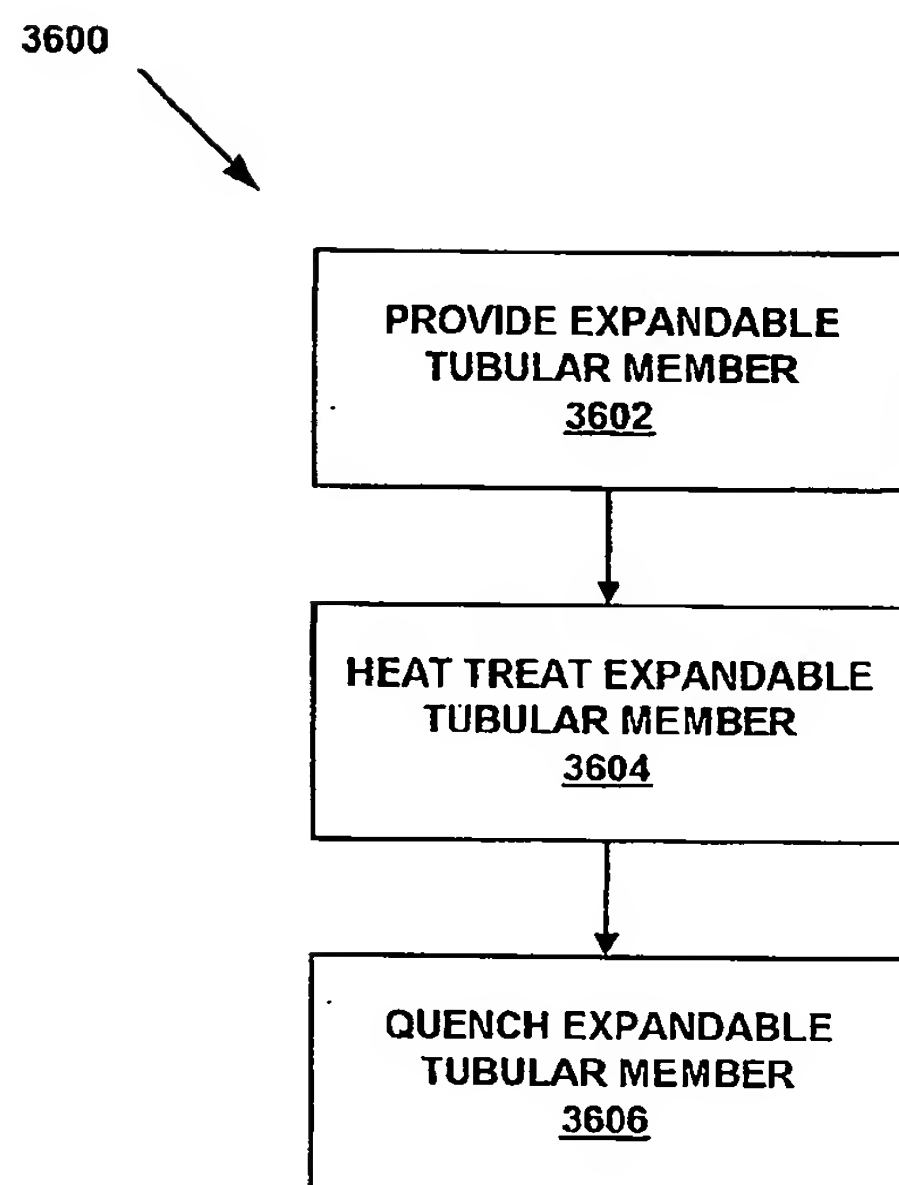 3600
PROVIDE EXPANDABLE
TUBULAR MEMBER
3602
HEAT TREAT EXPANDABLE
TUBULAR MEMBER
3604
QUENCH EXPANDABLE
TUBULAR MEMBER
3606